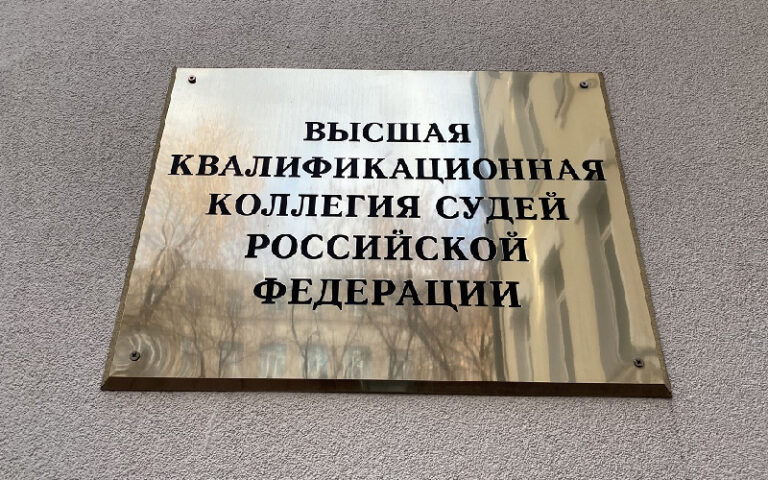 ВЫСШАЯ
КВАЛИФИКАЦИОННАЯ
КОЛЛЕГИЯ СУДЕЙ
РОССИЙСКОЙ
ФЕДЕРАЦИИ